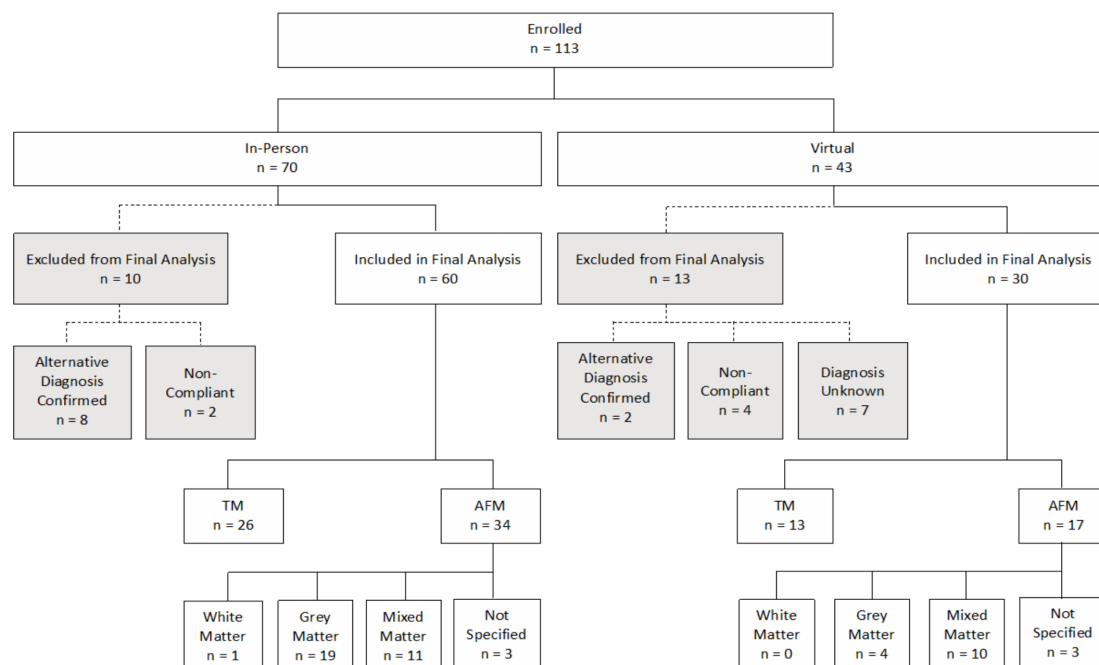 Enrolled
n = 113
In-Person
n = 70
Virtual
n = 43
Excluded from Final Analysis
n = 10
Included in Final Analysis
n = 60
Excluded from Final Analysis
n = 13
Included in Final Analysis
n = 30
Alternative
Diagnosis
Confirmed
n = 8
Non-
Compliant
n = 2
Alternative
Diagnosis
Confirmed
n = 2
Non-
Compliant
n = 4
Diagnosis
Unknown
n = 7
TM
n = 26
AFM
n = 34
TM
n = 13
AFM
n = 17
White
Matter
n = 1
Grey
Matter
n = 19
Mixed
Matter
n = 11
Not
Specified
n = 3
White
Matter
n = 0
Grey
Matter
n = 4
Mixed
Matter
n = 10
Not
Specified
n = 3